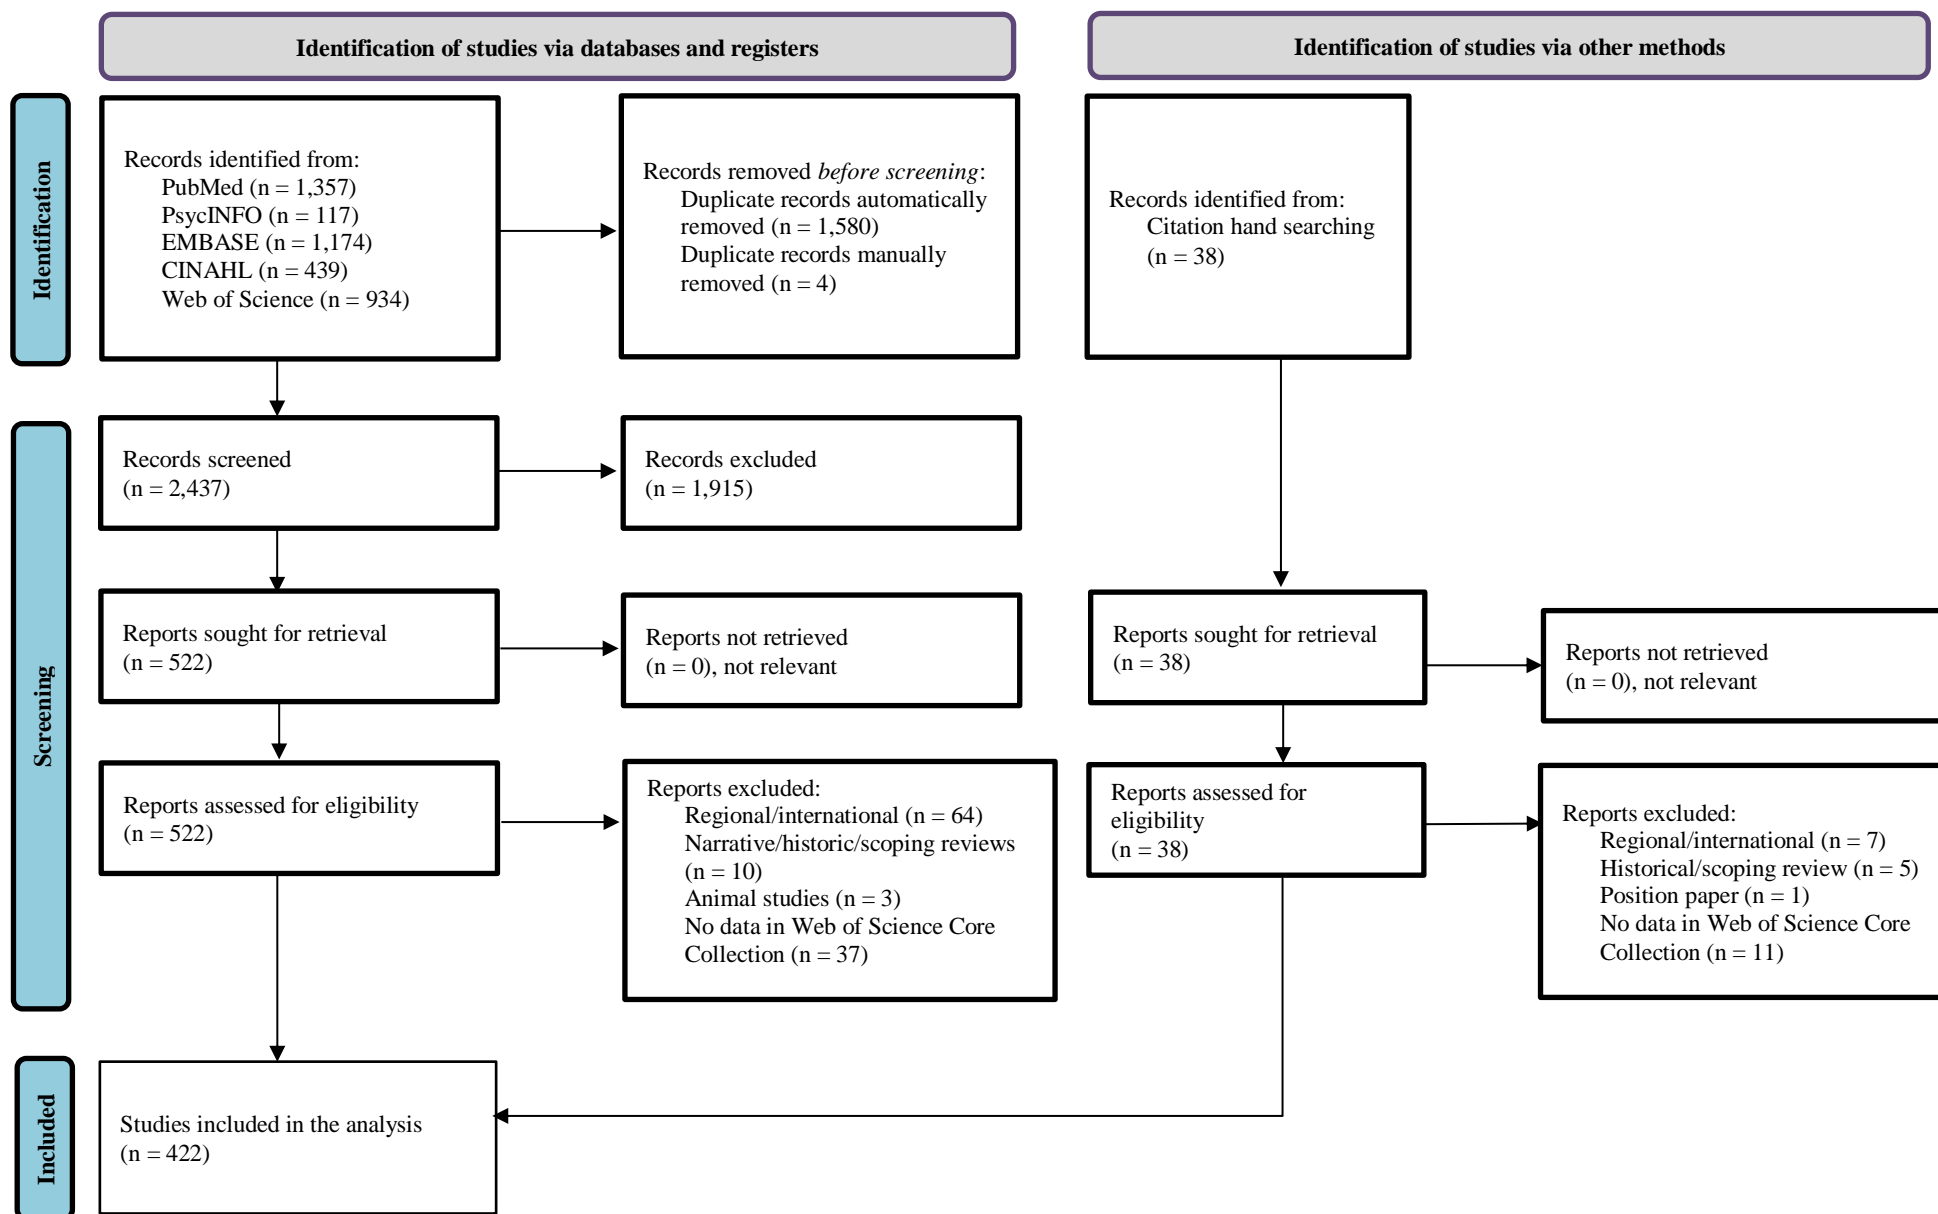 Identification of studies via databases and registers
Identification of studies via other methods
Identification
Records identified from:
PubMed (n = 1,357)
PsycINFO (n = 117)
EMBASE (n = 1,174)
CINAHL (n = 439)
Web of Science (n = 934)
Records removed before screening:
Duplicate records automatically
removed (n = 1,580)
Duplicate records manually
removed (n = 4)
Records identified from:
Citation hand searching
(n = 38)
Screening
Records screened
(n = 2,437)
Records excluded
(n = 1,915)
Reports sought for retrieval
(n = 522)
Reports not retrieved
(n = 0), not relevant
Reports sought for retrieval
(n = 38)
Reports not retrieved
(n = 0), not relevant
Reports assessed for eligibility
(n = 522)
Reports excluded:
Regional/international (n = 64)
Narrative/historic/scoping reviews
(n = 10)
Animal studies (n = 3)
No data in Web of Science Core
Collection (n = 37)
Reports assessed for
eligibility
(n = 38)
Reports excluded:
Regional/international (n = 7)
Historical/scoping review (n = 5)
Position paper (n = 1)
No data in Web of Science Core
Collection (n = 11)
Included
Studies included in the analysis
(n = 422)